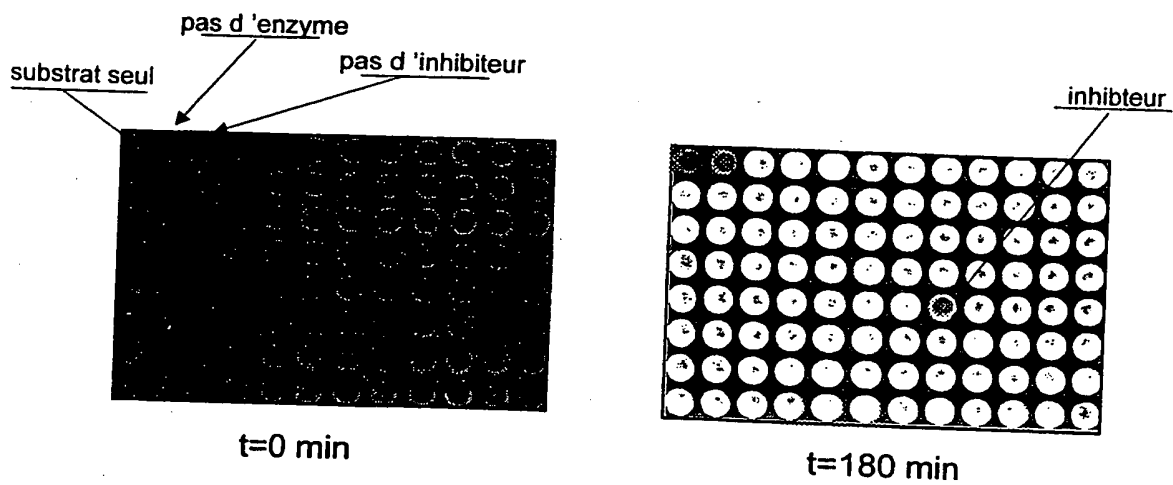 pas d 'enzyme
substrat seul
pas d 'inhibiteur
inhibteur
t=0 min
t=180 min